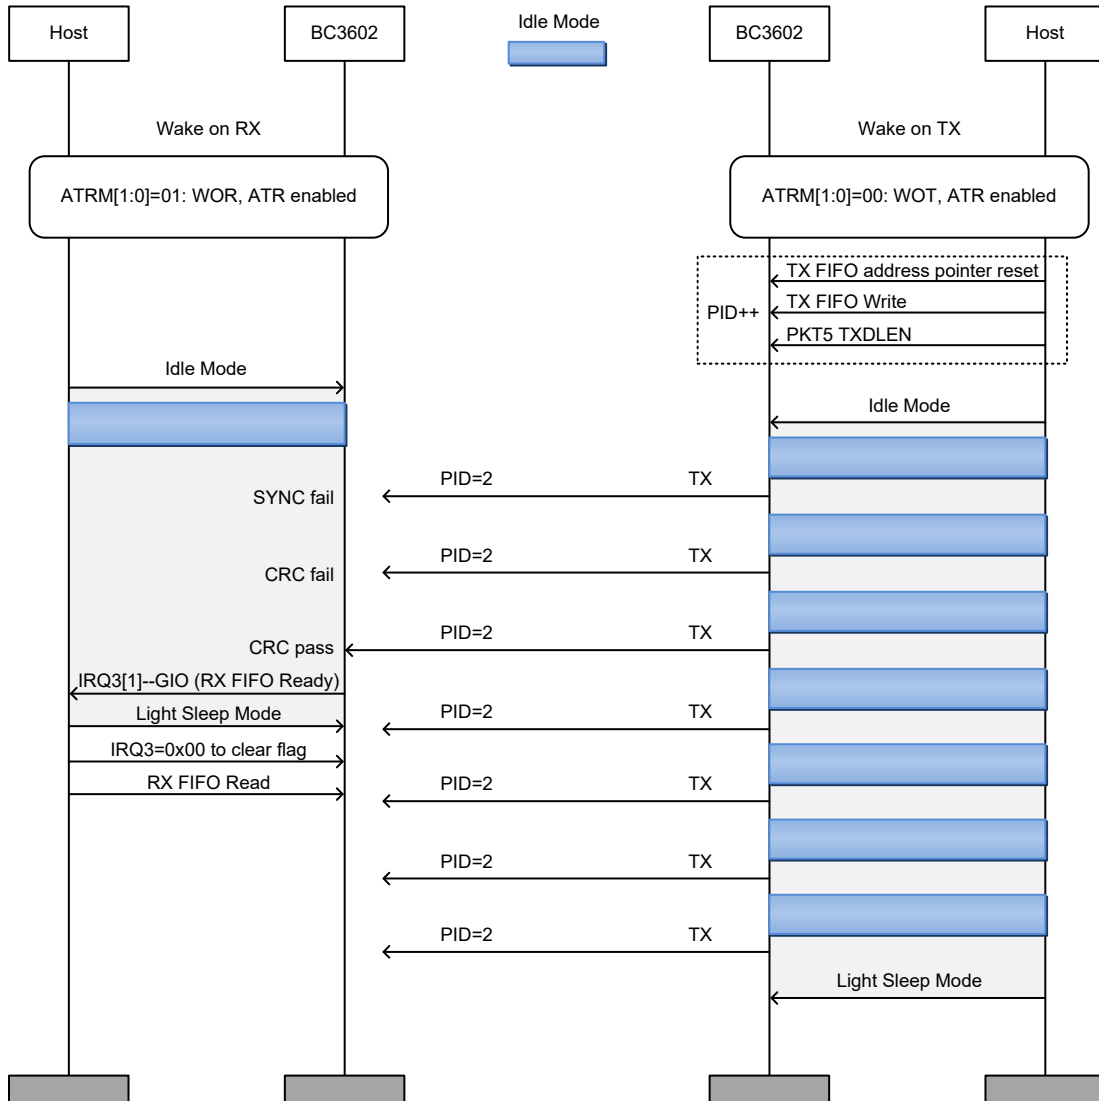 Host
BC3602
Idle Mode
BC3602
Host
Wake on RX
Wake on TX
ATRM[1:0]=01: WOR, ATR enabled
ATRM[1:0]=00: WOT, ATR enabled
TX FIFO address pointer reset
PID++
TX FIFO Write
PKT5 TXDLEN
Idle Mode
Idle Mode
PID=2
TX
SYNC fail
PID=2
TX
CRC fail
PID=2
TX
CRC pass
IRQ3[1]--GIO (RX FIFO Ready)
Light Sleep Mode
PID=2
TX
IRQ3=0x00 to clear flag
RX FIFO Read
PID=2
TX
PID=2
TX
PID=2
TX
Light Sleep Mode